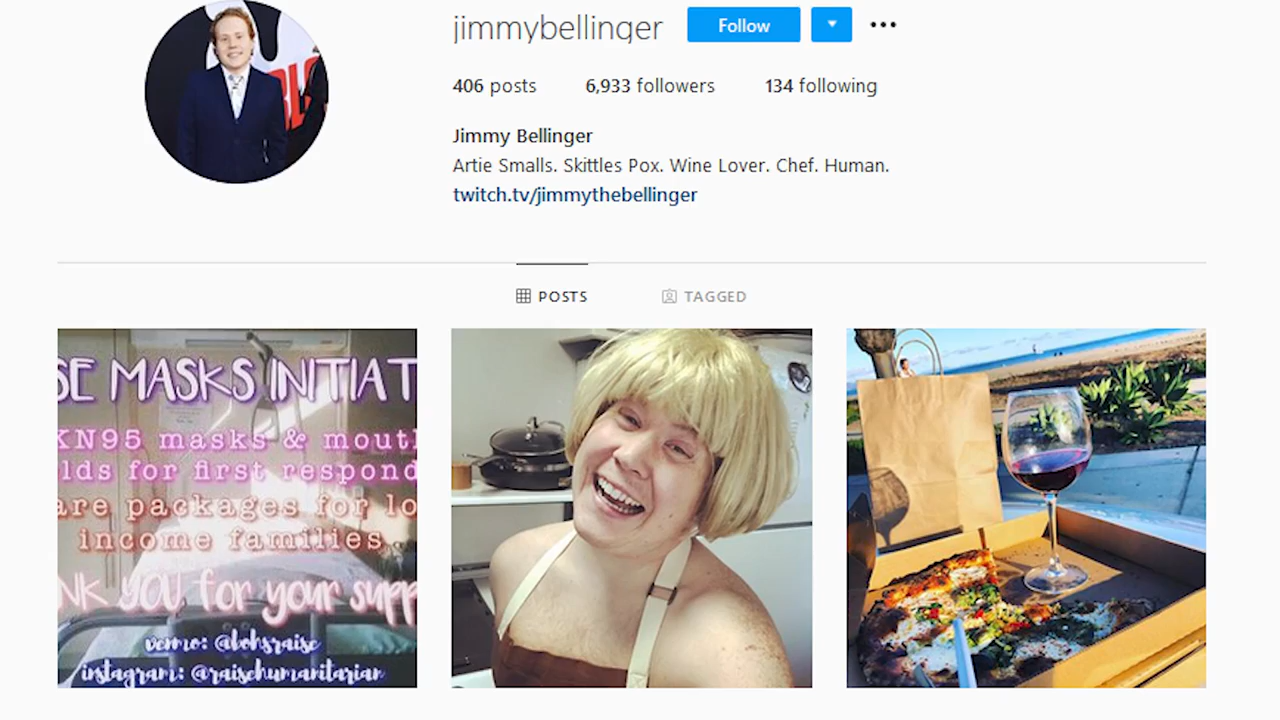 jimmybellinger Follow
406 posts 6,933 followers 134 following
Jimmy Bellinger
Artie Smalls. Skittles Pox. Wine Lover. Chef. Human.
twitch.tv/jimmythebellinger
POSTS TAGGED
SE MASKS INITIAT
KN95 masks & mout
lds for first respond
are packages for lo
income families
NK YOU for your supp
venmo: @bohsraise
instagram: @raisehumanitarian